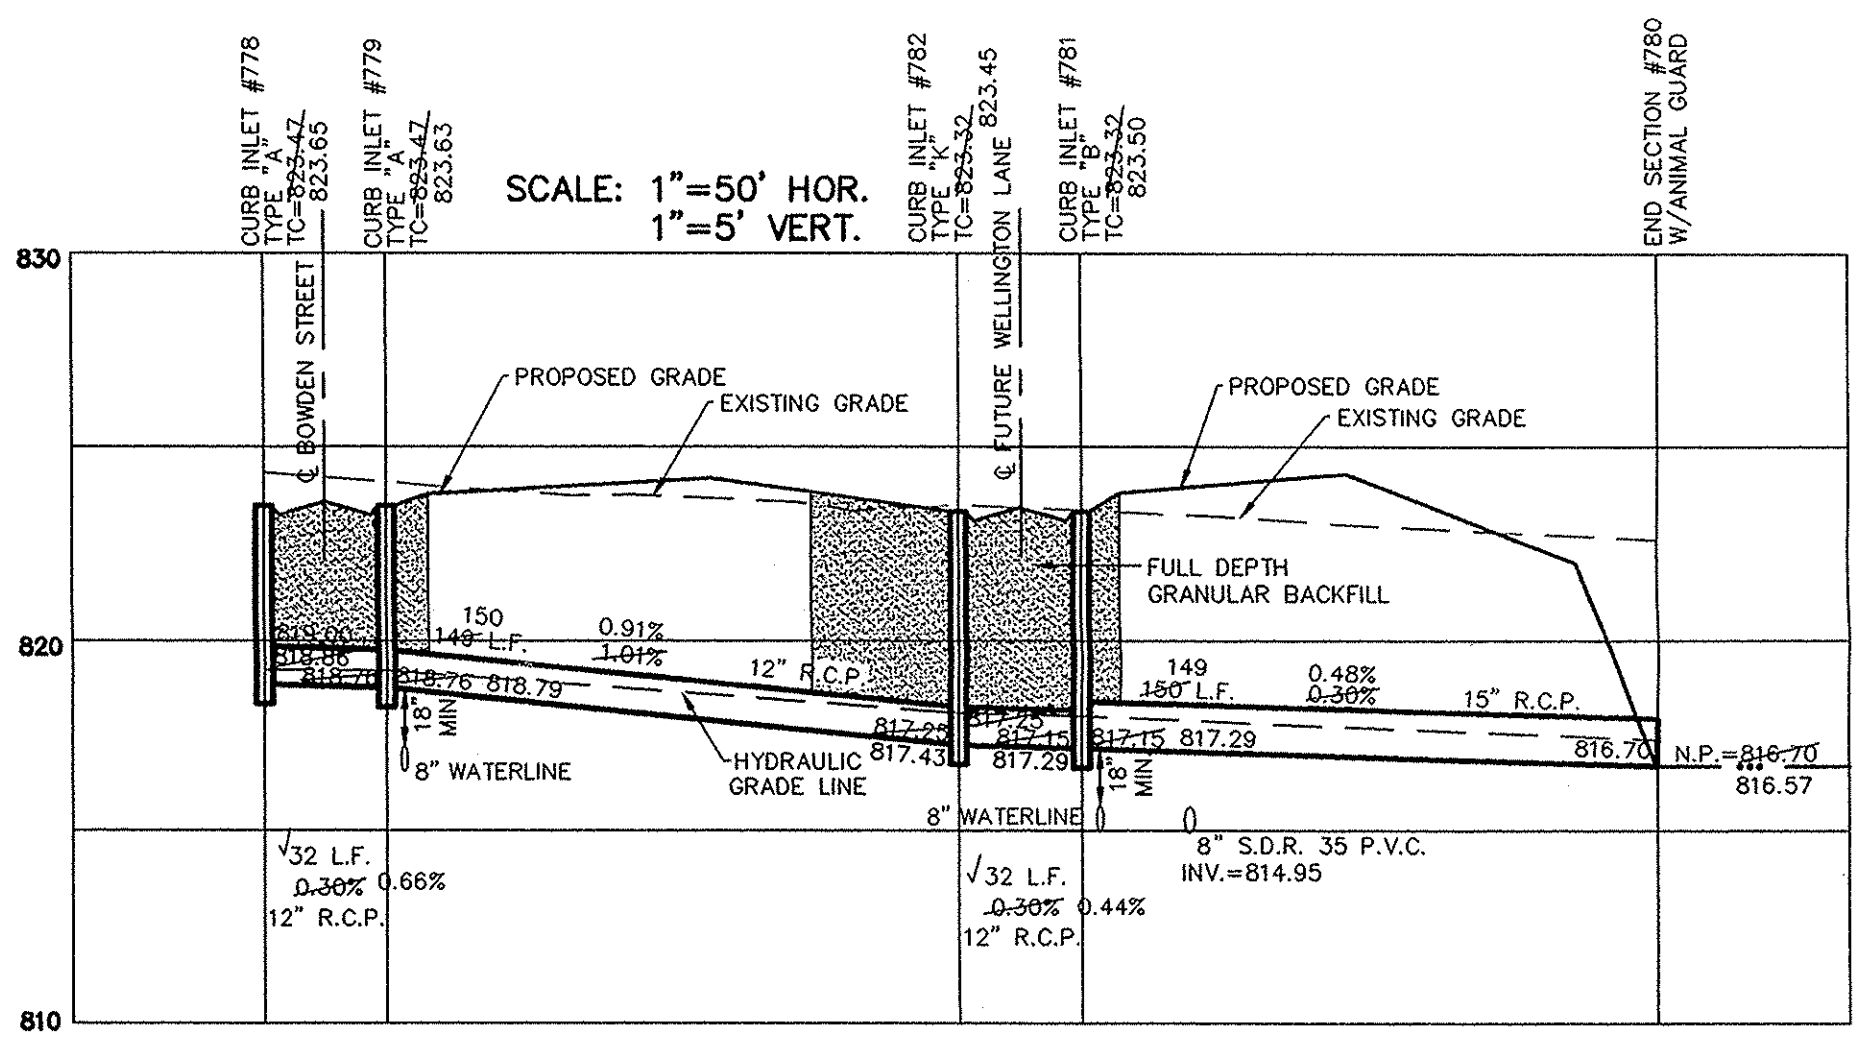 CURB INLET #778
TYPE "A"
TC=823.47
823.65
CURB INLET #779
TYPE "A"
TC=823.47
823.63
SCALE: 1"=50' HOR.
1"=5' VERT.
CURB INLET #782
TYPE "K"
TC=823.32
℄ FUTURE WELLINGTON LANE 823.45
CURB INLET #781
TYPE "B"
TC=823.32
823.50
END SECTION #780
W/ANIMAL GUARD
830
℄ BOWDEN STREET
PROPOSED GRADE
EXISTING GRADE
PROPOSED GRADE
EXISTING GRADE
FULL DEPTH
GRANULAR BACKFILL
820
819.00
818.86
818.76
818.76 818.79
150
149 L.F.
0.91%
1.01%
12" R.C.P.
18"
MIN.
8" WATERLINE
HYDRAULIC
GRADE LINE
817.25
817.43
817.25
817.15
817.29
817.15 817.29
149
150 L.F.
0.48%
0.30%
15" R.C.P.
816.70
N.P.=816.70
816.57
18"
MIN.
8" WATERLINE
8" S.D.R. 35 P.V.C.
INV.=814.95
√32 L.F.
0.30% 0.66%
12" R.C.P.
√32 L.F.
0.30% 0.44%
12" R.C.P.
810